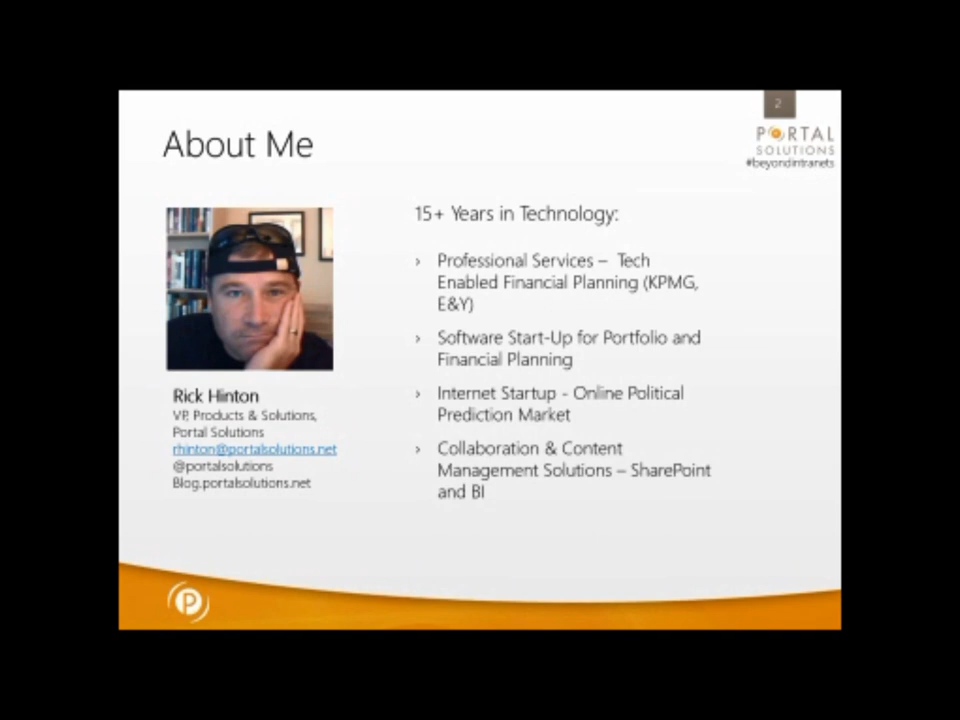 2
PORTAL
SOLUTIONS
#beyondintranets
About Me
15+ Years in Technology:
› Professional Services – Tech
Enabled Financial Planning (KPMG,
E&Y)
› Software Start-Up for Portfolio and
Financial Planning
› Internet Startup - Online Political
Prediction Market
› Collaboration & Content
Management Solutions – SharePoint
and BI
Rick Hinton
VP, Products & Solutions,
Portal Solutions
rhinton@portalsolutions.net
@portalsolutions
Blog.portalsolutions.net
P